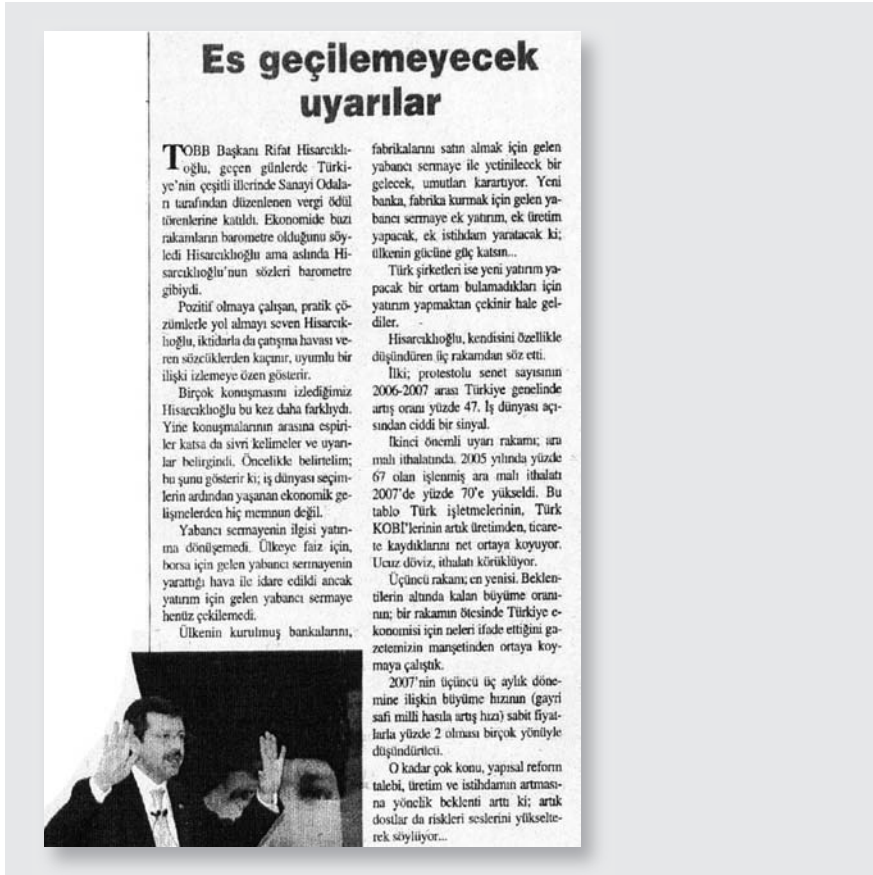 Es geçilemeyecek
uyarılar
TOBB Başkanı Rifat Hisarcıklı-
oğlu, geçen günlerde Türki-
ye'nin çeşitli illerinde Sanayi Odala-
rı tarafından düzenlenen vergi ödül
törenlerine katıldı. Ekonomide bazı
rakamların barometre olduğunu söy-
ledi Hisarcıklıoğlu ama aslında Hi-
sarcıklıoğlu'nun sözleri barometre
gibiydi.
Pozitif olmaya çalışan, pratik çö-
zümlerle yol almayı seven Hisarcık-
lıoğlu, iktidarla da çatışma havası ve-
ren sözcüklerden kaçınır, uyumlu bir
ilişki izlemeye özen gösterir.
Birçok konuşmasını izlediğimiz
Hisarcıklıoğlu bu kez daha farklıydı.
Yine konuşmalarının arasına espiri-
ler katsa da sivri kelimeler ve uyarı-
lar belirgindi. Öncelikle belirtelim;
bu şunu gösterir ki; iş dünyası seçim-
lerin ardından yaşanan ekonomik ge-
lişmelerden hiç memnun değil.
Yabancı sermayenin ilgisi yatırı-
ma dönüşemedi. Ülkeye faiz için,
borsa için gelen yabancı sermayenin
yarattığı hava ile idare edildi ancak
yatırım için gelen yabancı sermaye
henüz çekilemedi.
Ülkenin kurulmuş bankalarını,
fabrikalarını satın almak için gelen
yabancı sermaye ile yetinilecek bir
gelecek, umutları karartıyor. Yeni
banka, fabrika kurmak için gelen ya-
bancı sermaye ek yatırım, ek üretim
yapacak, ek istihdam yaratacak ki;
ülkenin gücüne güç katsın...
Türk şirketleri ise yeni yatırım ya-
pacak bir ortam bulamadıkları için
yatırım yapmaktan çekinir hale gel-
diler.
Hisarcıklıoğlu, kendisini özellikle
düşündüren üç rakamdan söz etti.
İlki; protestolu senet sayısının
2006-2007 arası Türkiye genelinde
artış oranı yüzde 47. İş dünyası açı-
sından ciddi bir sinyal.
İkinci önemli uyarı rakamı; ara
malı ithalatında. 2005 yılında yüzde
67 olan işlenmiş ara malı ithalatı
2007'de yüzde 70'e yükseldi. Bu
tablo Türk işletmelerinin, Türk
KOBİ'lerinin artık üretimden, ticare-
te kaydıklarını net ortaya koyuyor.
Ucuz döviz, ithalatı körüklüyor.
Üçüncü rakam; en yenisi. Beklen-
tilerin altında kalan büyüme oranı-
nın; bir rakamın ötesinde Türkiye e-
konomisi için neleri ifade ettiğini ga-
zetemizin manşetinden ortaya koy-
maya çalıştık.
2007'nin üçüncü üç aylık döne-
mine ilişkin büyüme hızının (gayri
safi milli hasıla artış hızı) sabit fiyat-
larla yüzde 2 olması birçok yönüyle
düşündürücü.
O kadar çok konu, yapısal reform
talebi, üretim ve istihdamın artması-
na yönelik beklenti arttı ki; artık
dostlar da riskleri seslerini yükselte-
rek söylüyor...